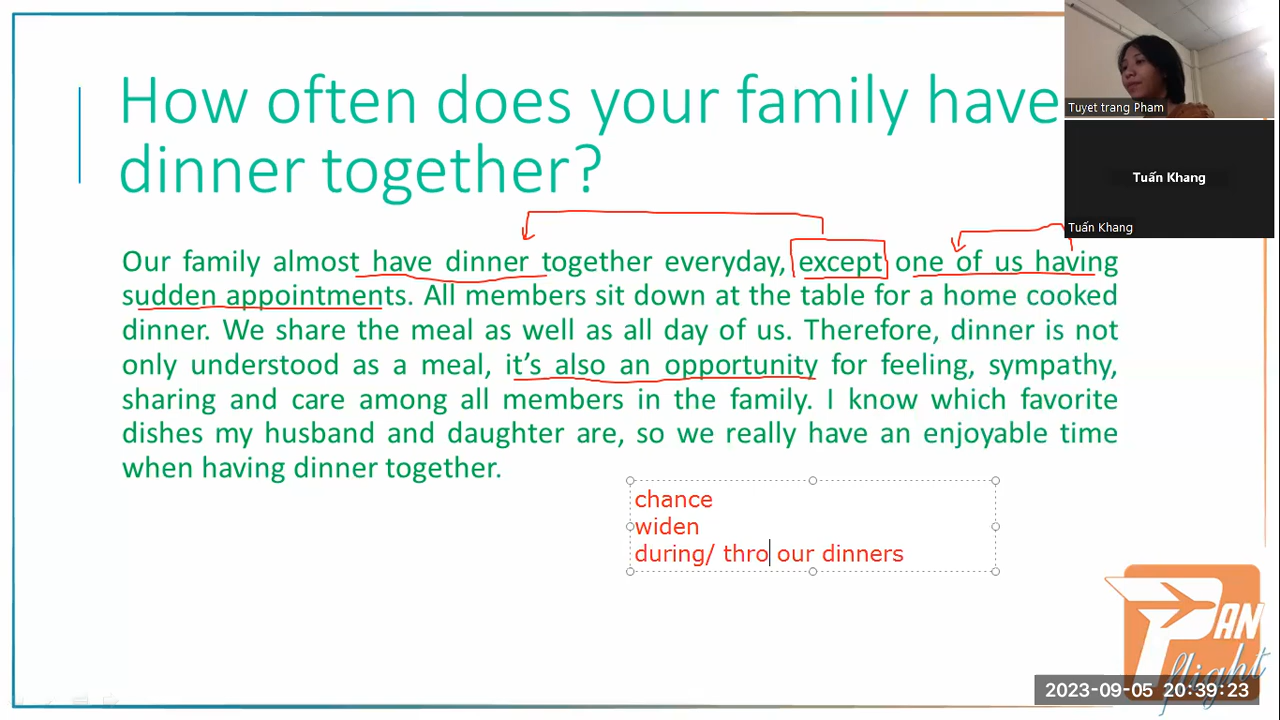 How often does your family have
dinner together?
Our family almost have dinner together everyday, except one of us having
sudden appointments. All members sit down at the table for a home cooked
dinner. We share the meal as well as all day of us. Therefore, dinner is not
only understood as a meal, it’s also an opportunity for feeling, sympathy,
sharing and care among all members in the family. I know which favorite
dishes my husband and daughter are, so we really have an enjoyable time
when having dinner together.
chance
widen
during/ thro our dinners
Tuyet trang Pham
Tuấn Khang
Tuấn Khang
PAN
flight
2023-09-05 20:39:23